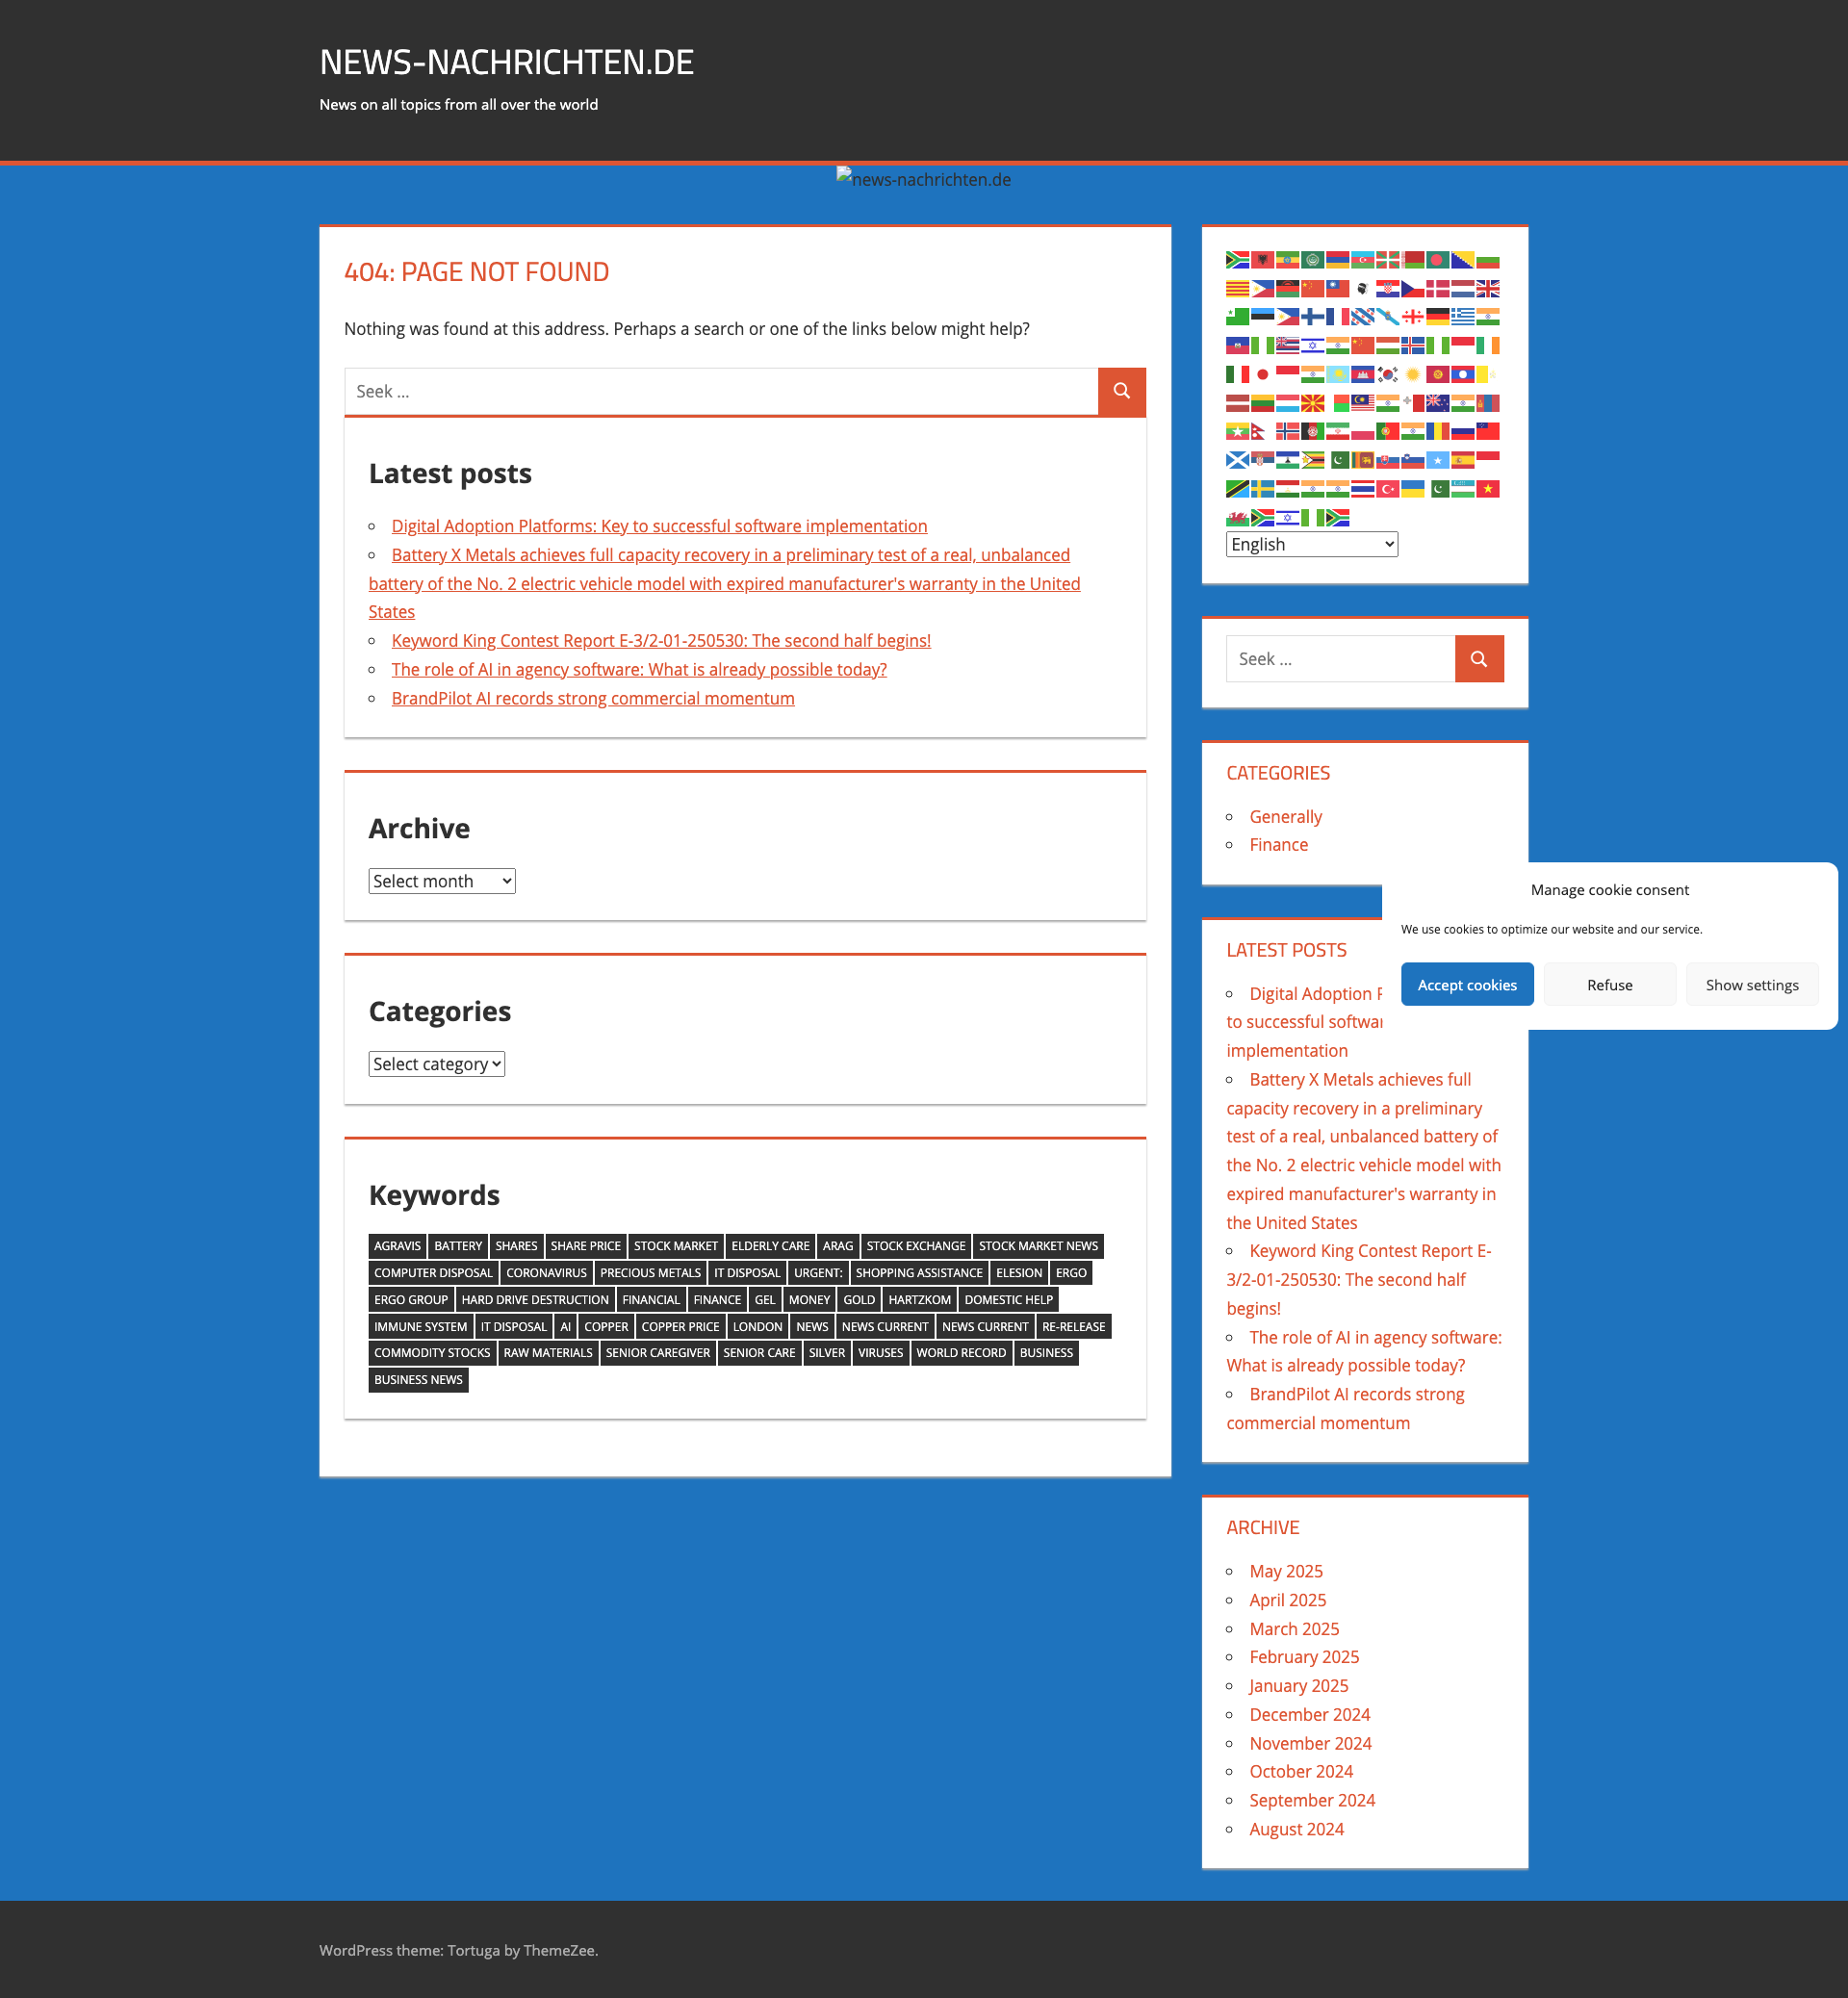 NEWS-NACHRICHTEN.DE
News on all topics from all over the world
news-nachrichten.de
404: PAGE NOT FOUND
Nothing was found at this address. Perhaps a search or one of the links below might help?
Seek ...
Latest posts
Digital Adoption Platforms: Key to successful software implementation
Battery X Metals achieves full capacity recovery in a preliminary test of a real, unbalanced
battery of the No. 2 electric vehicle model with expired manufacturer's warranty in the United
States
Keyword King Contest Report E-3/2-01-250530: The second half begins!
The role of AI in agency software: What is already possible today?
BrandPilot AI records strong commercial momentum
Archive
Select month
Categories
Select category
Keywords
AGRAVIS BATTERY SHARES SHARE PRICE STOCK MARKET ELDERLY CARE ARAG STOCK EXCHANGE STOCK MARKET NEWS
COMPUTER DISPOSAL CORONAVIRUS PRECIOUS METALS IT DISPOSAL URGENT: SHOPPING ASSISTANCE ELESION ERGO
ERGO GROUP HARD DRIVE DESTRUCTION FINANCIAL FINANCE GEL MONEY GOLD HARTZKOM DOMESTIC HELP
IMMUNE SYSTEM IT DISPOSAL AI COPPER COPPER PRICE LONDON NEWS NEWS CURRENT NEWS CURRENT RE-RELEASE
COMMODITY STOCKS RAW MATERIALS SENIOR CAREGIVER SENIOR CARE SILVER VIRUSES WORLD RECORD BUSINESS
BUSINESS NEWS
English
Seek ...
CATEGORIES
Generally
Finance
Manage cookie consent
We use cookies to optimize our website and our service.
Accept cookies
Refuse
Show settings
LATEST POSTS
Digital Adoption
to successful softwar
implementation
Battery X Metals achieves full
capacity recovery in a preliminary
test of a real, unbalanced battery of
the No. 2 electric vehicle model with
expired manufacturer's warranty in
the United States
Keyword King Contest Report E-
3/2-01-250530: The second half
begins!
The role of AI in agency software:
What is already possible today?
BrandPilot AI records strong
commercial momentum
ARCHIVE
May 2025
April 2025
March 2025
February 2025
January 2025
December 2024
November 2024
October 2024
September 2024
August 2024
WordPress theme: Tortuga by ThemeZee.